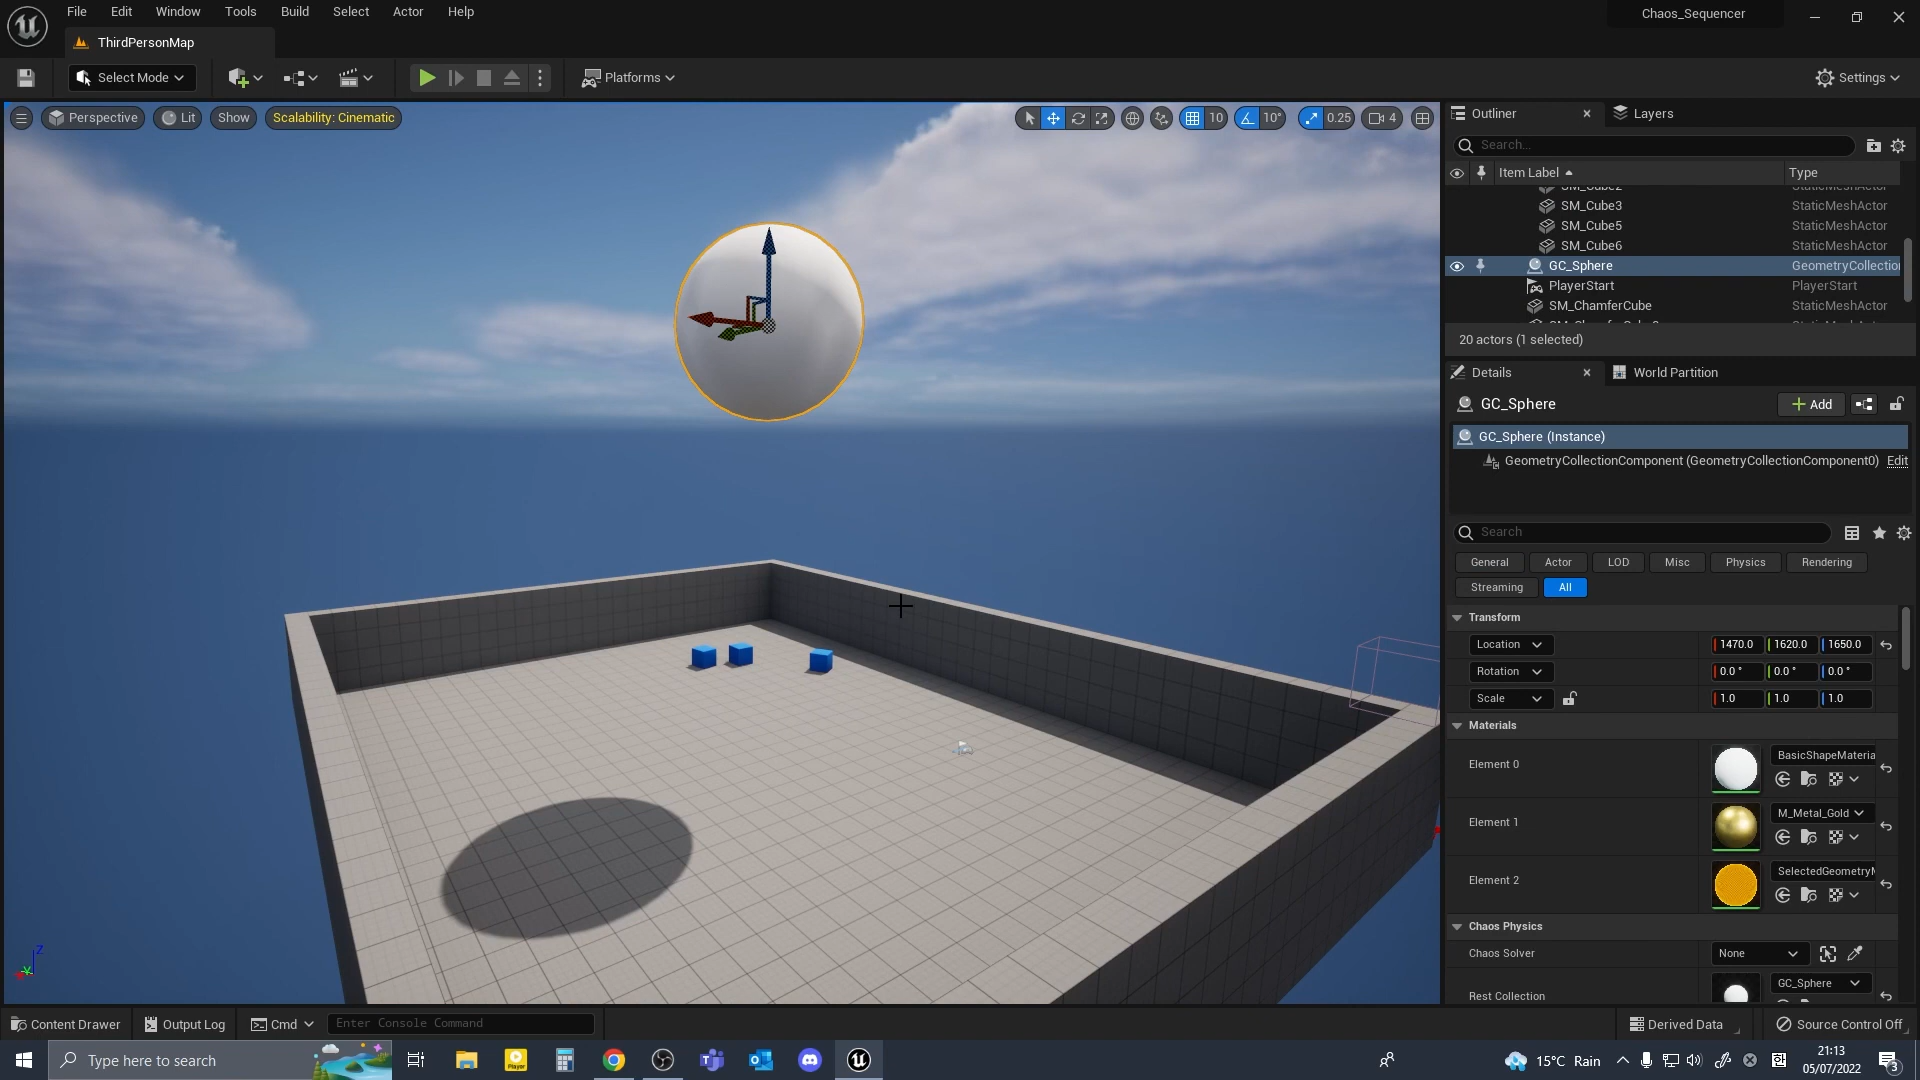 File Edit Window Tools Build Select Actor Help
Chaos_Sequencer
ThirdPersonMap
Select Mode
Platforms
Settings
Perspective Lit Show Scalability: Cinematic
10 10° 0.25 4
Outliner
Layers
Search...
Item Label Type
SM_Cube2 StaticMeshActor
SM_Cube3 StaticMeshActor
SM_Cube5 StaticMeshActor
SM_Cube6 StaticMeshActor
GC_Sphere GeometryCollection
PlayerStart PlayerStart
SM_ChamferCube StaticMeshActor
20 actors (1 selected)
Details
World Partition
GC_Sphere
Add
GC_Sphere (Instance)
GeometryCollectionComponent (GeometryCollectionComponent0) Edit
Search
General Actor LOD Misc Physics Rendering
Streaming All
Transform
Location 1470.0 1620.0 1650.0
Rotation 0.0 ° 0.0 ° 0.0 °
Scale 1.0 1.0 1.0
Materials
Element 0 BasicShapeMateria
Element 1 M_Metal_Gold
Element 2 SelectedGeometryM
Chaos Physics
Chaos Solver None
Rest Collection GC_Sphere
Z
Y
Content Drawer Output Log Cmd Enter Console Command
Derived Data Source Control Off
Type here to search
Player
15°C Rain
21:13
05/07/2022
3